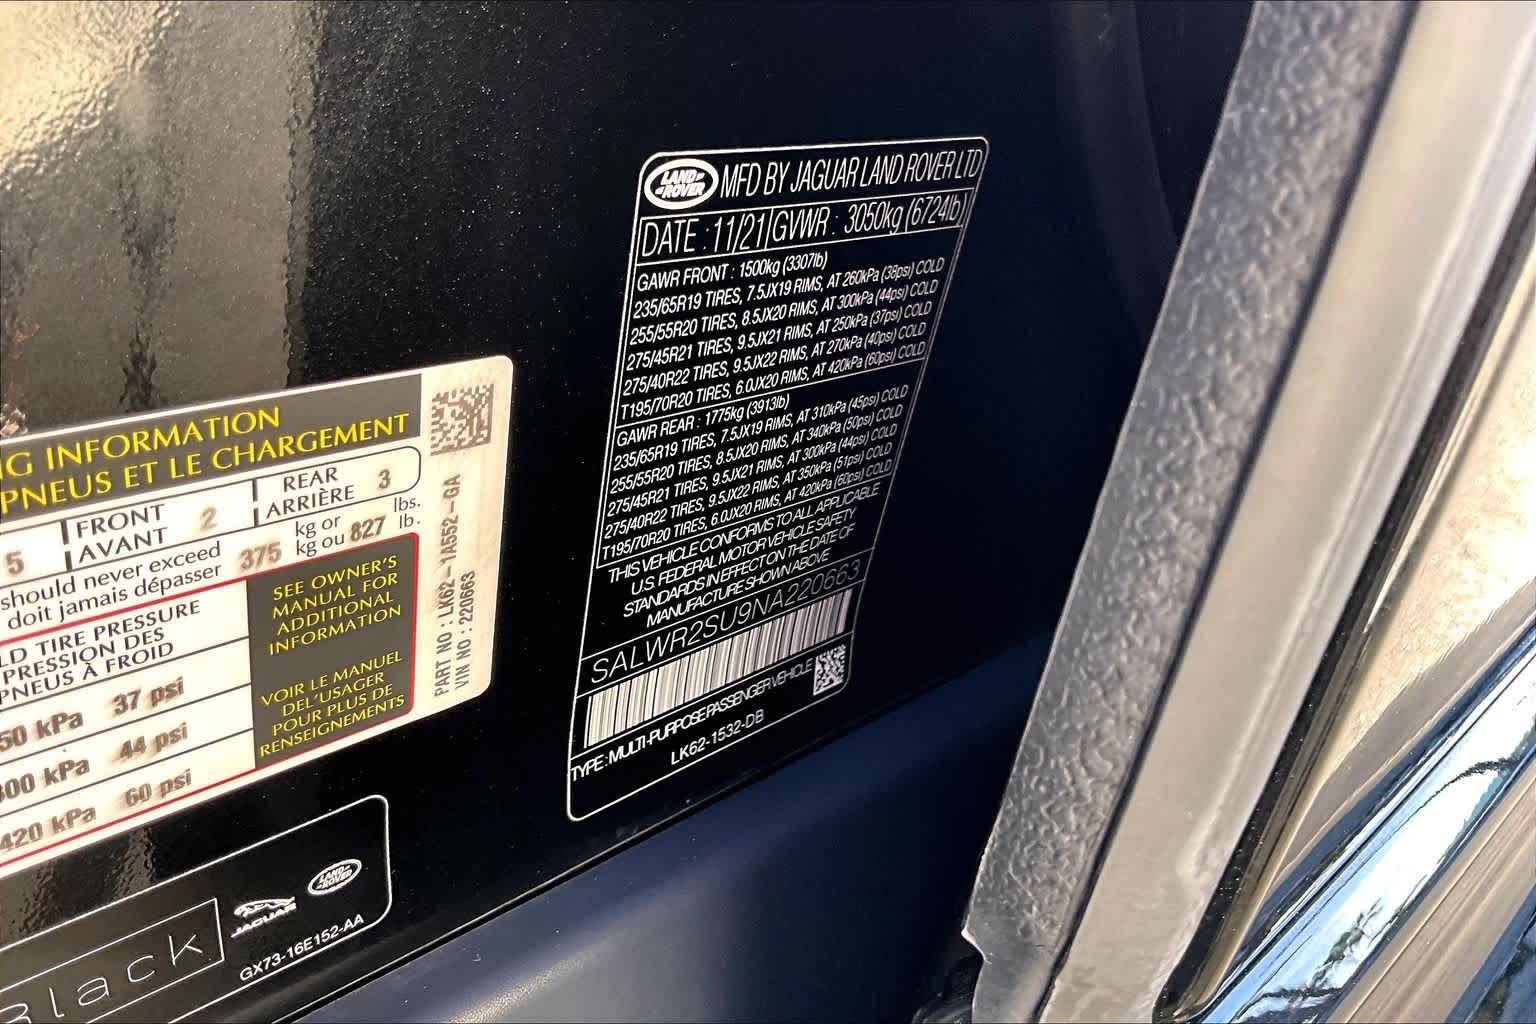 LAND ROVER MFD BY JAGUAR LAND ROVER LTD
DATE : 11/21 GVWR : 3050kg (6724lb)
GAWR FRONT : 1500kg (3307lb)
235/65R19 TIRES, 7.5JX19 RIMS, AT 260kPa (38psi) COLD
255/55R20 TIRES, 8.5JX20 RIMS, AT 300kPa (44psi) COLD
275/45R21 TIRES, 9.5JX21 RIMS, AT 250kPa (37psi) COLD
275/40R22 TIRES, 9.5JX22 RIMS, AT 270kPa (40psi) COLD
T195/70R20 TIRES, 6.0JX20 RIMS, AT 420kPa (60psi) COLD
GAWR REAR : 1775kg (3913lb)
235/65R19 TIRES, 7.5JX19 RIMS, AT 310kPa (45psi) COLD
255/55R20 TIRES, 8.5JX20 RIMS, AT 340kPa (50psi) COLD
275/45R21 TIRES, 9.5JX21 RIMS, AT 300kPa (44psi) COLD
275/40R22 TIRES, 9.5JX22 RIMS, AT 350kPa (51psi) COLD
T195/70R20 TIRES, 6.0JX20 RIMS, AT 420kPa (60psi) COLD
THIS VEHICLE CONFORMS TO ALL APPLICABLE
U.S. FEDERAL MOTOR VEHICLE SAFETY
STANDARDS IN EFFECT ON THE DATE OF
MANUFACTURE SHOWN ABOVE
SALWR2SU9NA220663
TYPE : MULTI-PURPOSE PASSENGER VEHICLE
LK62-1532-DB
NG INFORMATION
PNEUS ET LE CHARGEMENT
5 FRONT AVANT 2 REAR ARRIÈRE 3
should never exceed 375 kg or 827 lbs.
doit jamais dépasser kg ou lb.
LD TIRE PRESSURE
PRESSION DES
PNEUS À FROID
50 kPa 37 psi
300 kPa 44 psi
420 kPa 60 psi
SEE OWNER'S
MANUAL FOR
ADDITIONAL
INFORMATION
VOIR LE MANUEL
DEL'USAGER
POUR PLUS DE
RENSEIGNEMENTS
PART NO : LK62-1A552-GA
VIN NO : 220663
Black
JAGUAR
LAND ROVER
GX73-16E152-AA